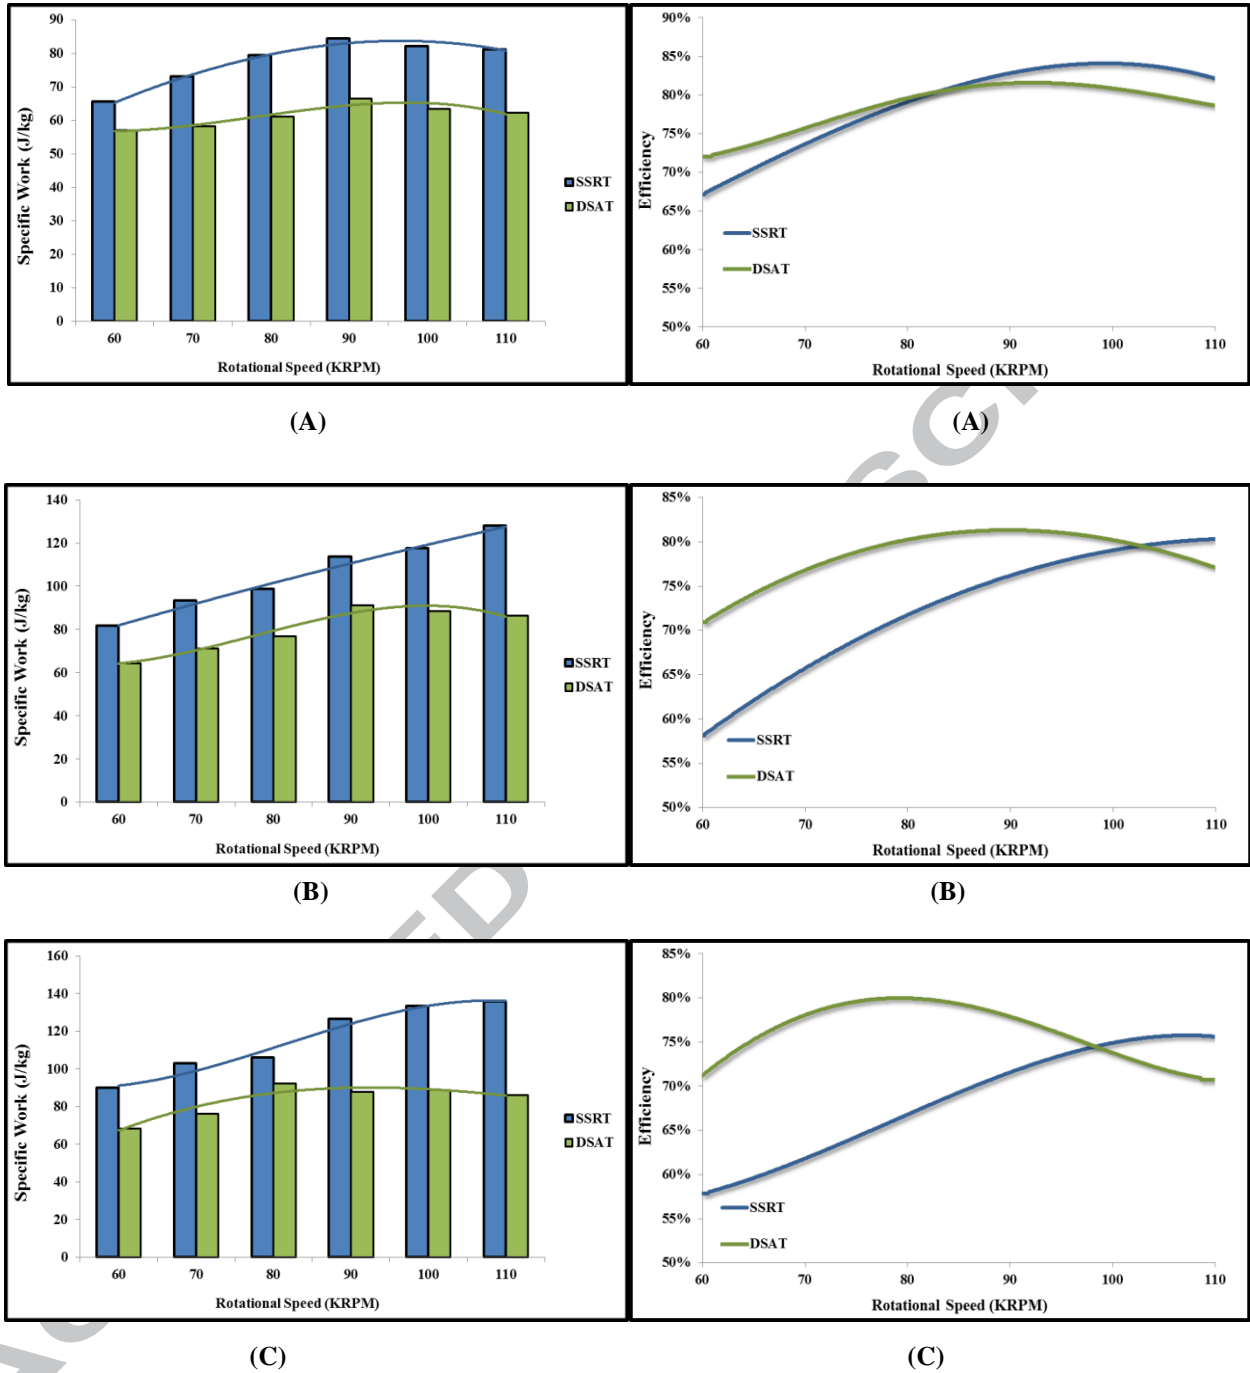 90
80
70
60
50
40
30
20
10
0
Specific Work (J/kg)
60 70 80 90 100 110
Rotational Speed (KRPM)
SSRT
DSAT
90%
85%
80%
75%
70%
65%
60%
55%
50%
Efficiency
SSRT
DSAT
60 70 80 90 100 110
Rotational Speed (KRPM)
(A) (A)
140
120
100
80
60
40
20
0
Specific Work (J/kg)
60 70 80 90 100 110
Rotational Speed (KRPM)
SSRT
DSAT
85%
80%
75%
70%
65%
60%
55%
50%
Efficiency
SSRT
DSAT
60 70 80 90 100 110
Rotational Speed (KRPM)
(B) (B)
160
140
120
100
80
60
40
20
0
Specific Work (J/kg)
60 70 80 90 100 110
Rotational Speed (KRPM)
SSRT
DSAT
85%
80%
75%
70%
65%
60%
55%
50%
Efficiency
SSRT
DSAT
60 70 80 90 100 110
Rotational Speed (KRPM)
(C) (C)